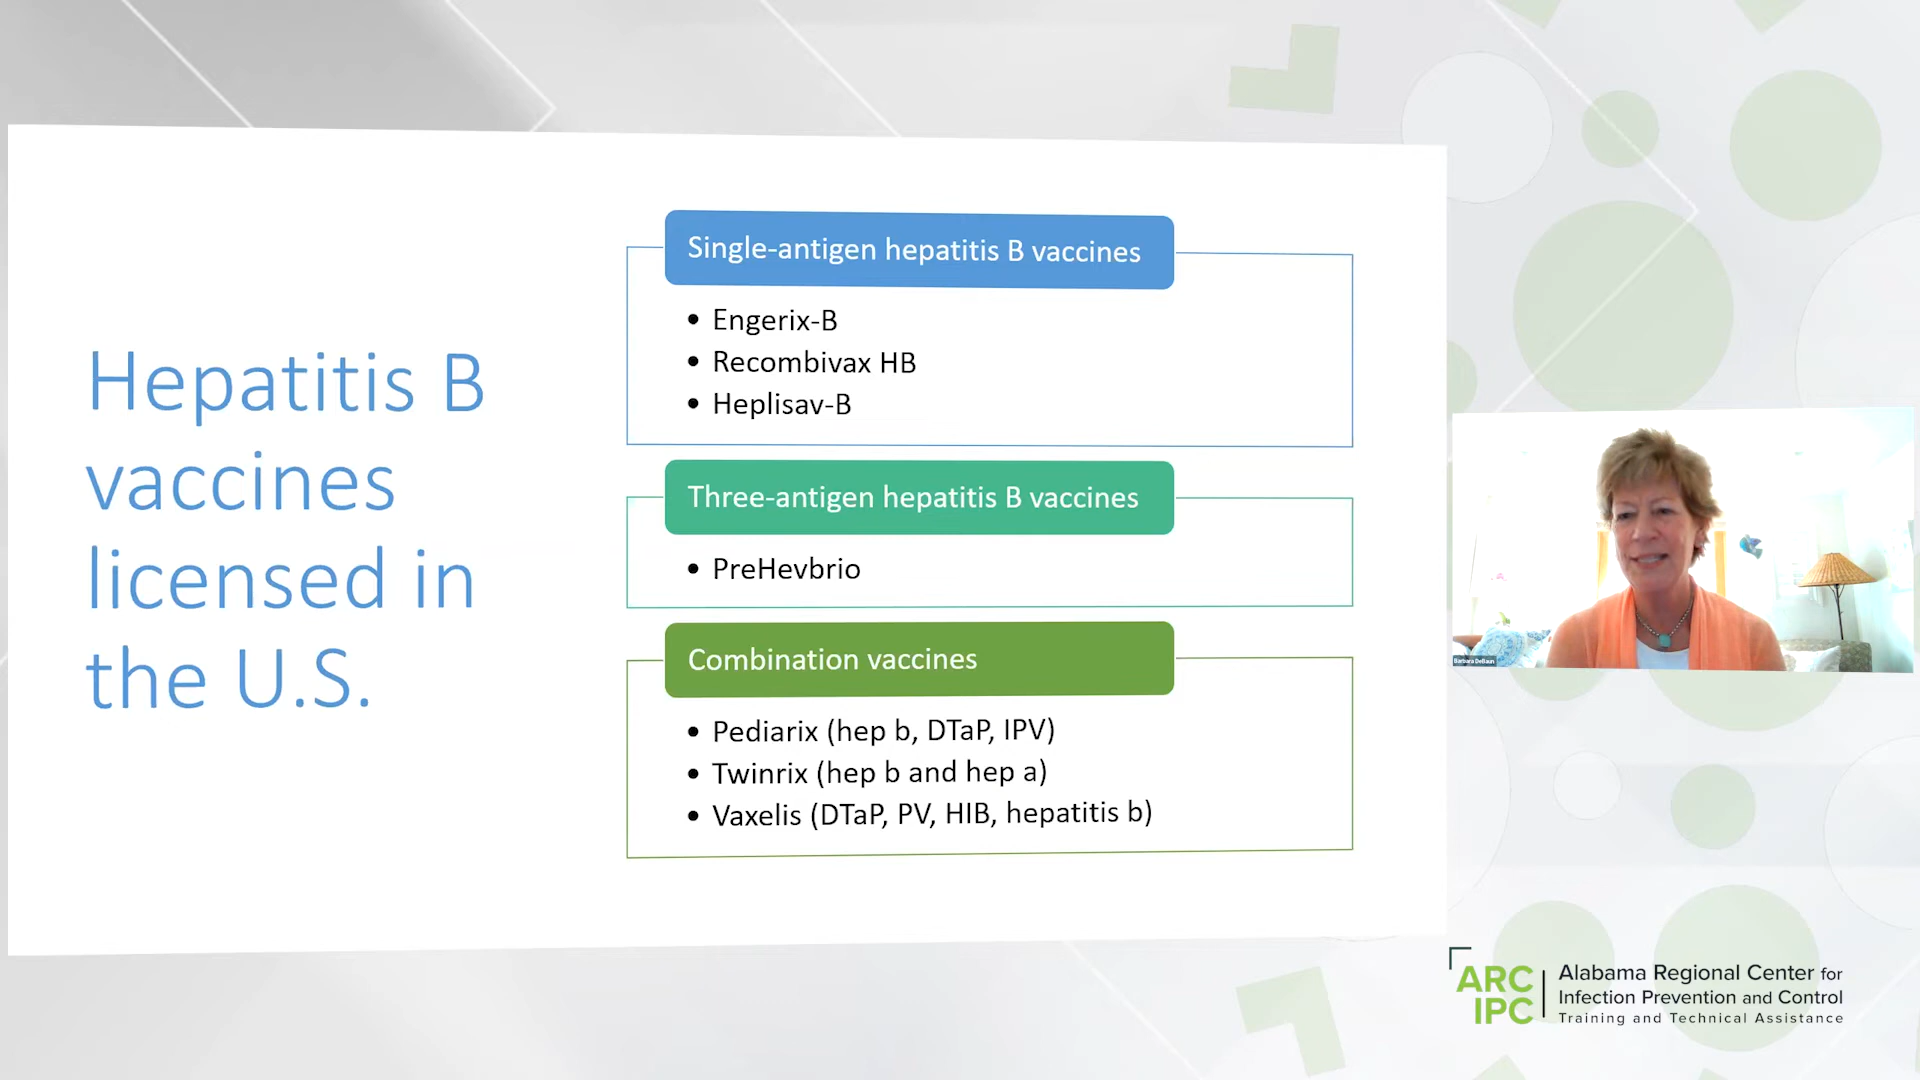 Hepatitis B
vaccines
licensed in
the U.S.
Single-antigen hepatitis B vaccines
• Engerix-B
• Recombivax HB
• Heplisav-B
Three-antigen hepatitis B vaccines
• PreHevbrio
Combination vaccines
• Pediarix (hep b, DTaP, IPV)
• Twinrix (hep b and hep a)
• Vaxelis (DTaP, PV, HIB, hepatitis b)
Barbara DeBaun
ARC
IPC
Alabama Regional Center for
Infection Prevention and Control
Training and Technical Assistance